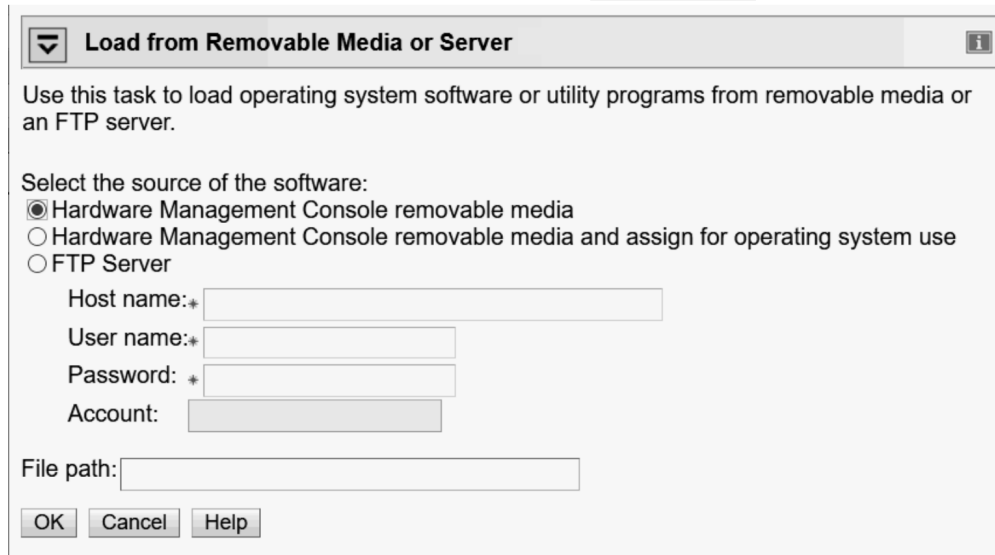 Load from Removable Media or Server
i
Use this task to load operating system software or utility programs from removable media or
an FTP server.
Select the source of the software:
Hardware Management Console removable media
Hardware Management Console removable media and assign for operating system use
FTP Server
Host name:*
User name:*
Password: *
Account:
File path:
OK Cancel Help